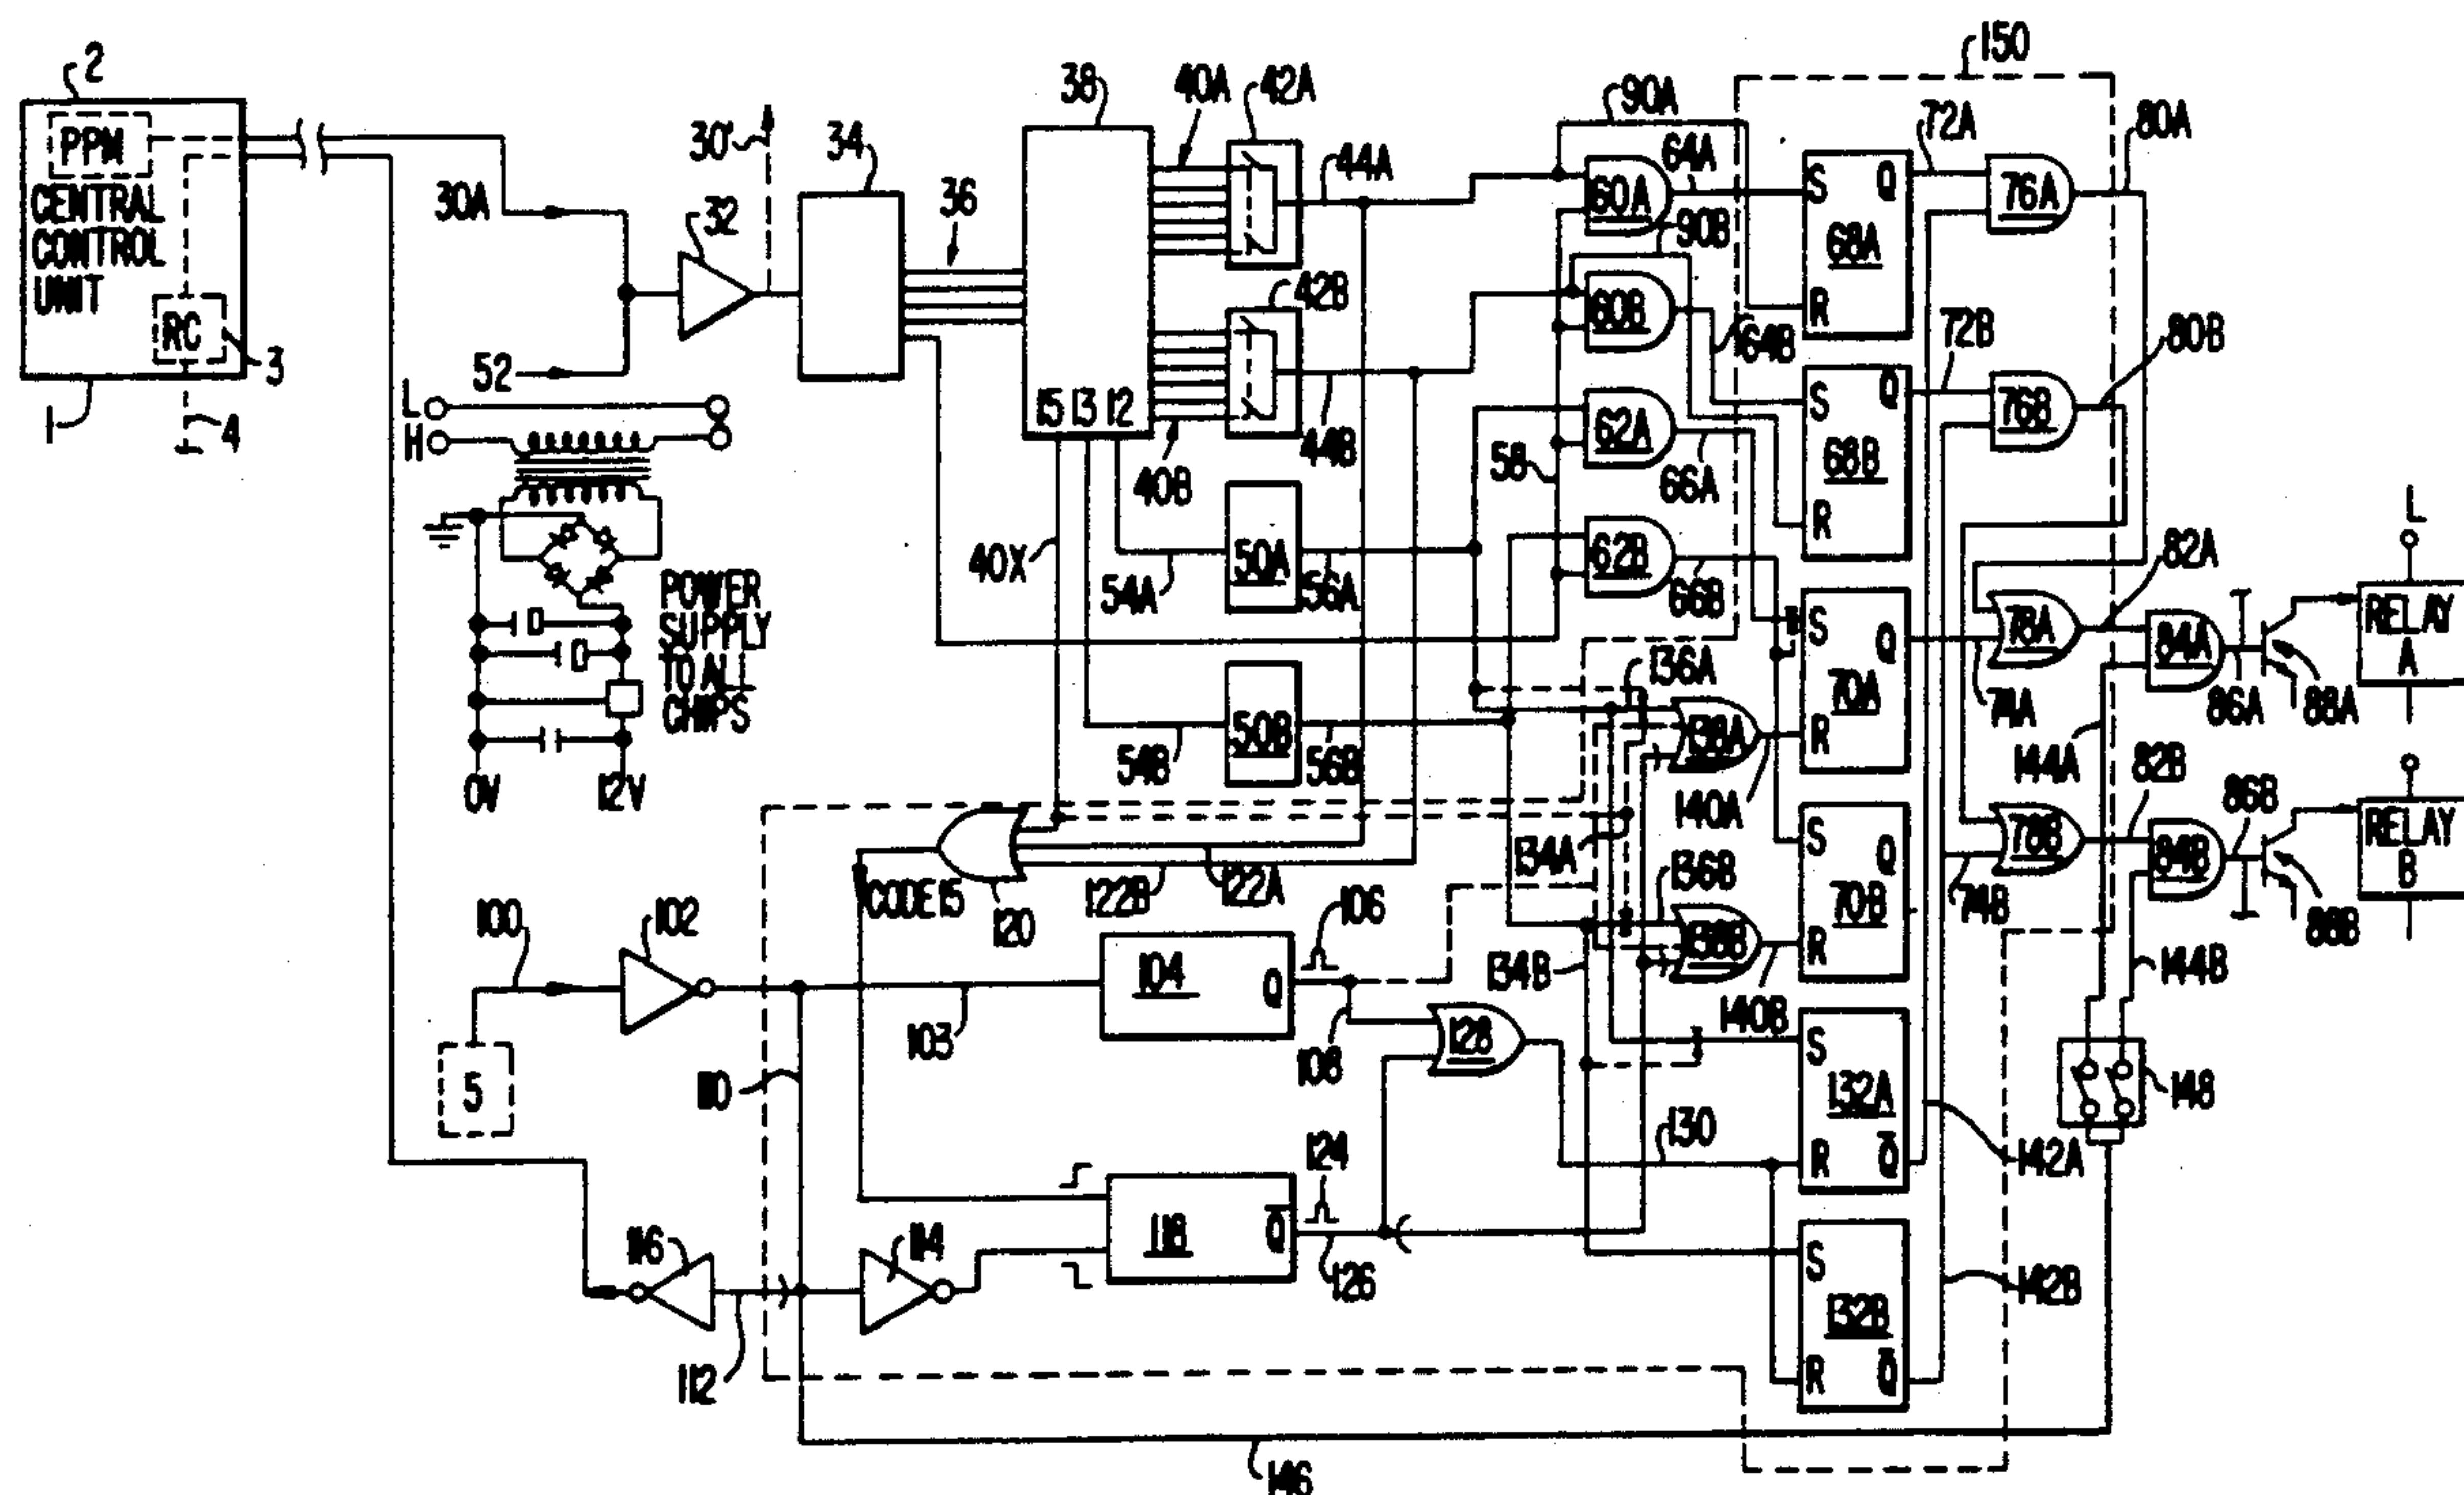 2
PPM
CENTRAL
CONTROL
UNIT
RC
3
4
1
30A
52
32
30'
34
36
38
15 13 12
40A
42A
44A
42B
40B
44B
40X
54A
50A
56A
54B
50B
56B
L
H
POWER
SUPPLY
TO ALL
CHIPS
0V
12V
58
90A
60A
64A
90B
60B
64B
62A
66A
62B
66B
150
S Q
68A
R
72A
76A
80A
S Q
68B
R
72B
76B
80B
S Q
70A
R
74A
78A
82A
84A
86A
88A
L
RELAY
A
136A
138A
140A
134A
136B
138B
140B
134B
S Q
70B
R
74B
78B
82B
84B
86B
88B
RELAY
B
144A
144B
148
CODE 15
120
122B
122A
100
102
5
103
104
Q
106
108
110
128
130
S
132A
R Q
142A
S
132B
R Q
142B
116
112
114
118
Q
124
126
146